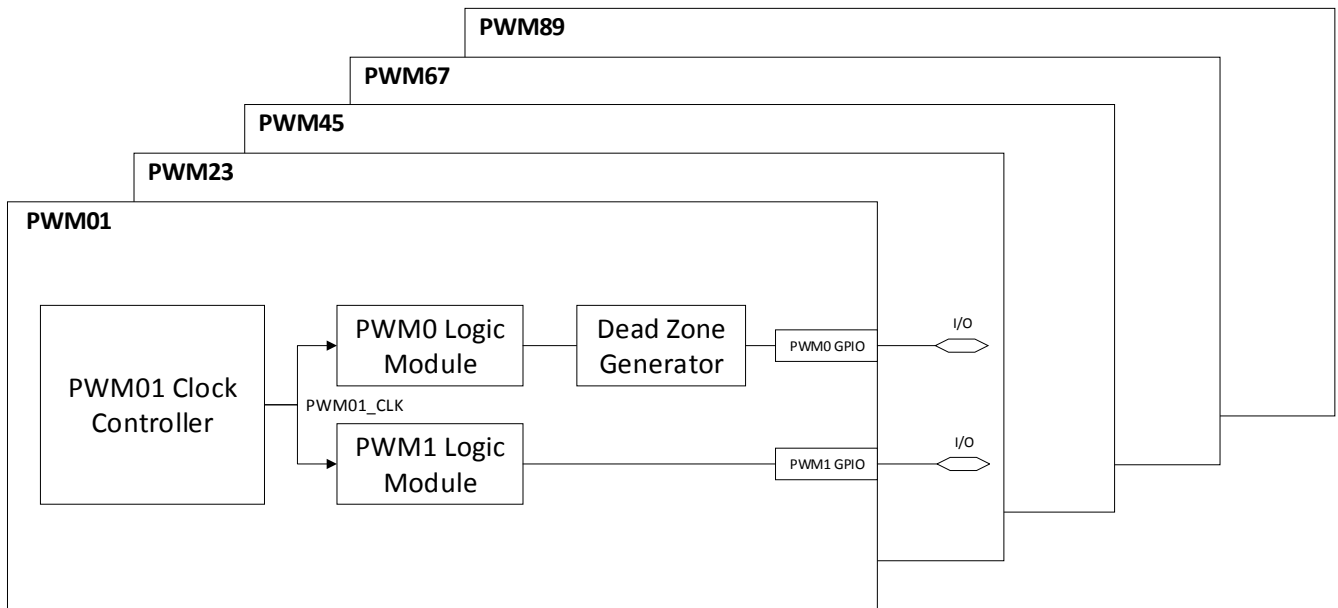 PWM89
PWM67
PWM45
PWM23
PWM01
PWM01 Clock
Controller
PWM01_CLK
PWM0 Logic
Module
Dead Zone
Generator
PWM0 GPIO
I/O
PWM1 Logic
Module
PWM1 GPIO
I/O